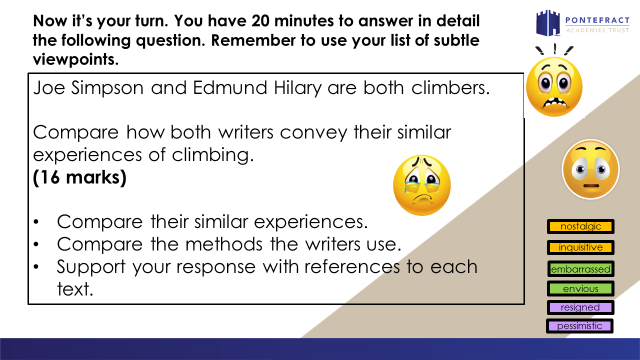 Now it's your turn. You have 20 minutes to answer in detail
the following question. Remember to use your list of subtle
viewpoints.
PONTEFRACT
ACADEMIES TRUST
Joe Simpson and Edmund Hilary are both climbers.
Compare how both writers convey their similar
experiences of climbing.
(16 marks)
• Compare their similar experiences.
• Compare the methods the writers use.
• Support your response with references to each
text.
nostalgic
inquisitive
embarrassed
envious
resigned
pessimistic